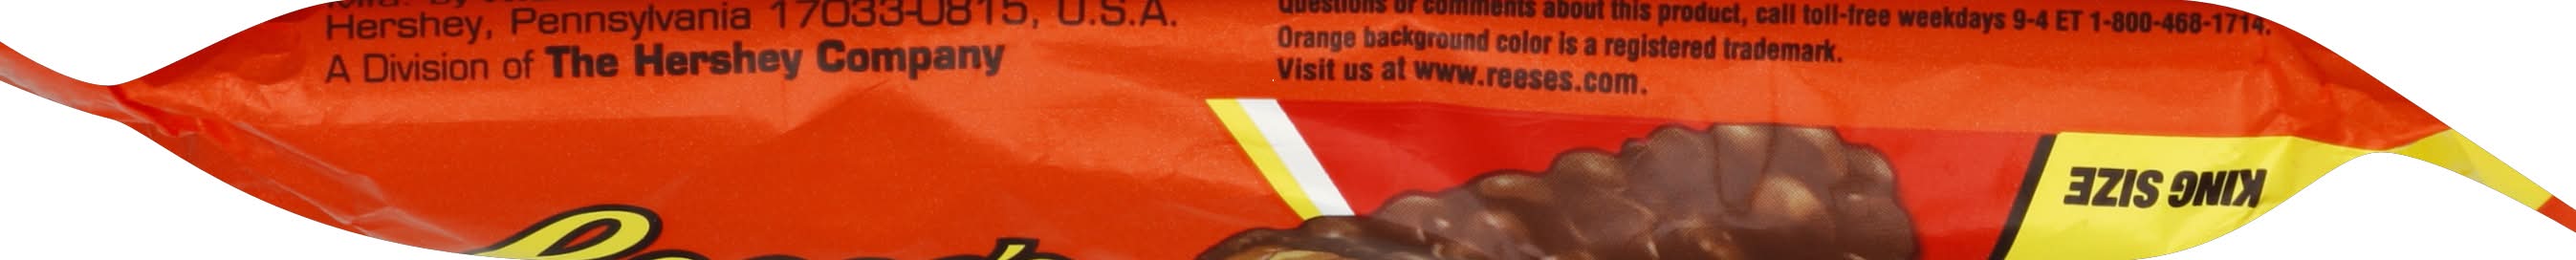 Hershey, Pennsylvania 17033-0815, U.S.A.
A Division of The Hershey Company
Questions or comments about this product, call toll-free weekdays 9-4 ET 1-800-468-1714.
Orange background color is a registered trademark.
Visit us at www.reeses.com.
KING SIZE